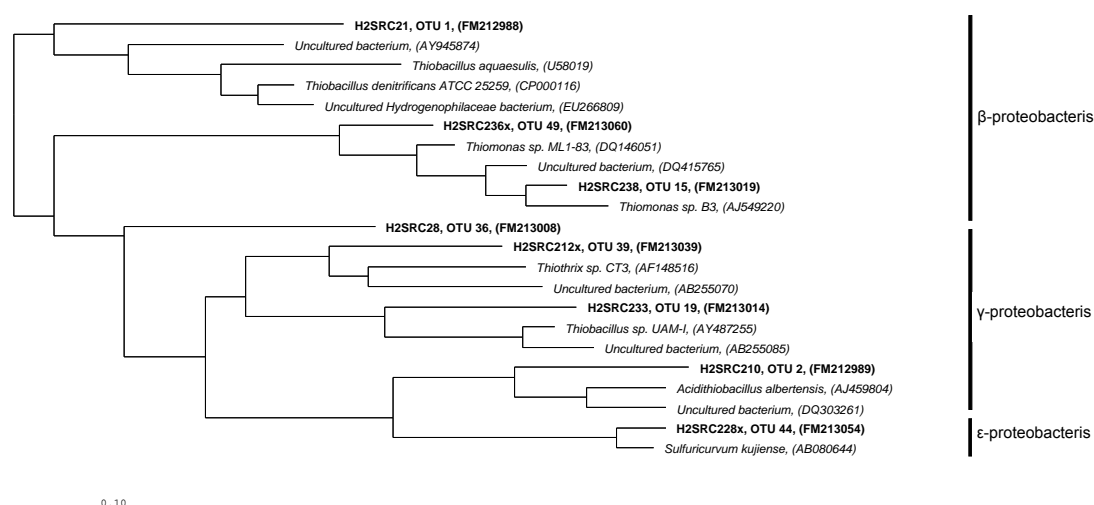 H2SRC21, OTU 1, (FM212988)
Uncultured bacterium, (AY945874)
Thiobacillus aquaesulis, (U58019)
Thiobacillus denitrificans ATCC 25259, (CP000116)
Uncultured Hydrogenophilaceae bacterium, (EU266809)
H2SRC236x, OTU 49, (FM213060)
Thiomonas sp. ML1-83, (DQ146051)
Uncultured bacterium, (DQ415765)
H2SRC238, OTU 15, (FM213019)
Thiomonas sp. B3, (AJ549220)
β-proteobacteris
H2SRC28, OTU 36, (FM213008)
H2SRC212x, OTU 39, (FM213039)
Thiothrix sp. CT3, (AF148516)
Uncultured bacterium, (AB255070)
H2SRC233, OTU 19, (FM213014)
Thiobacillus sp. UAM-I, (AY487255)
Uncultured bacterium, (AB255085)
H2SRC210, OTU 2, (FM212989)
Acidithiobacillus albertensis, (AJ459804)
Uncultured bacterium, (DQ303261)
γ-proteobacteris
H2SRC228x, OTU 44, (FM213054)
Sulfuricurvum kujiense, (AB080644)
ε-proteobacteris
0.10